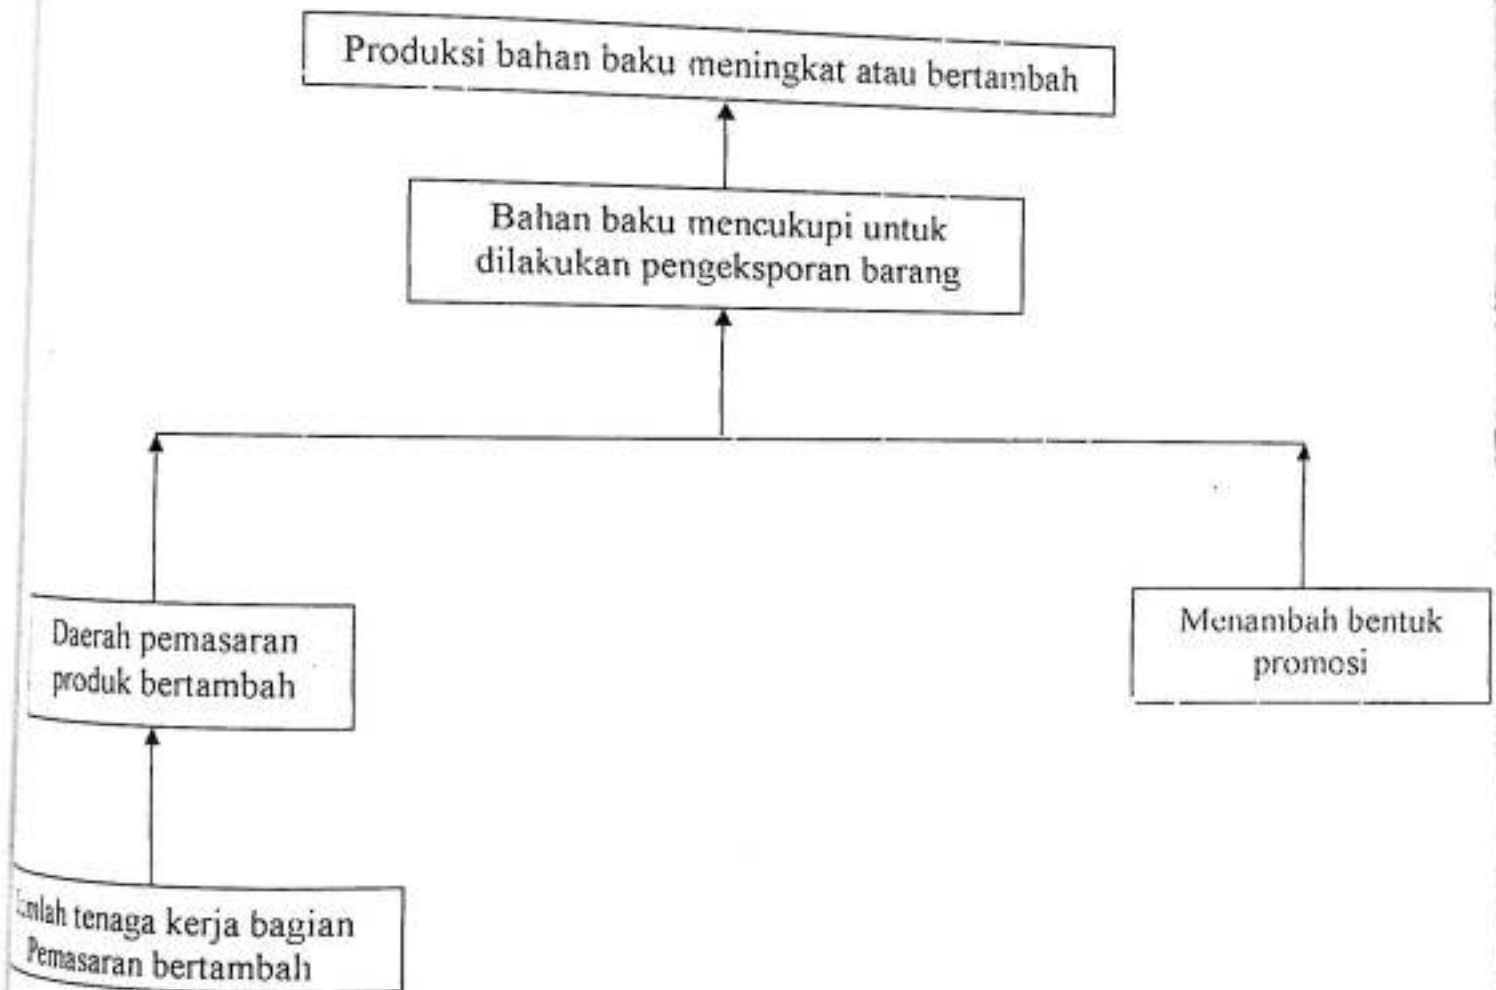 Produksi bahan baku meningkat atau bertambah
Bahan baku mencukupi untuk
dilakukan pengeksporan barang
Daerah pemasaran
produk bertambah
Menambah bentuk
promosi
Jumlah tenaga kerja bagian
Pemasaran bertambah